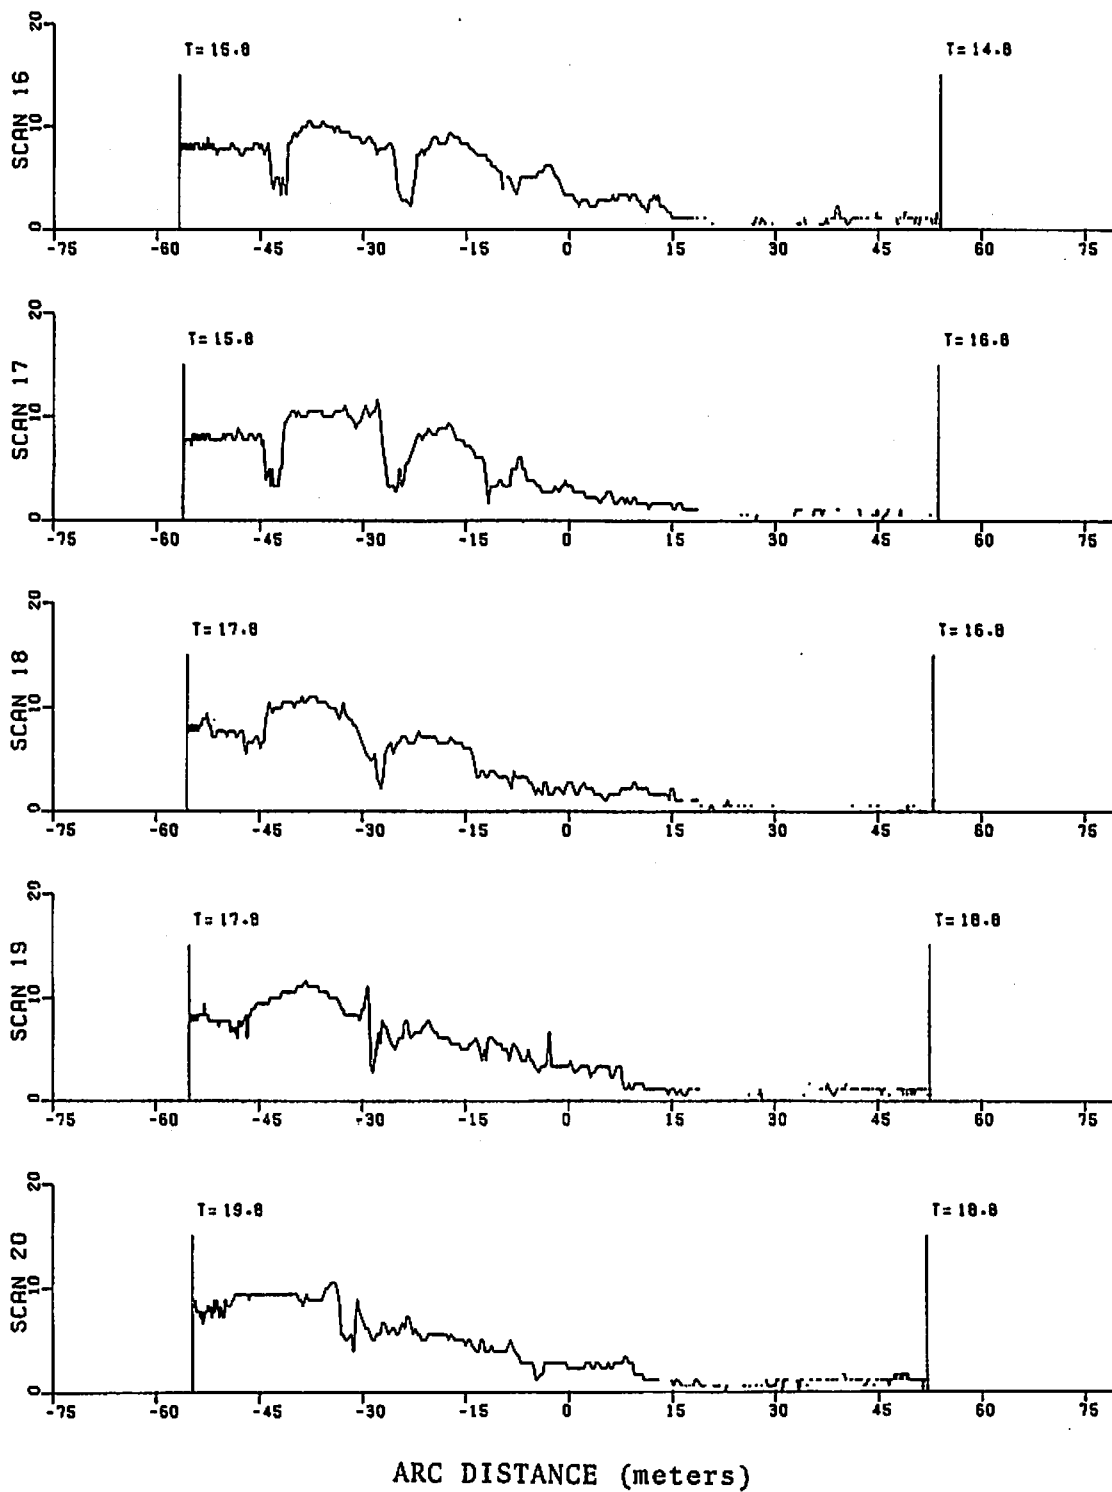 20
T= 15.8
T= 14.8
SCAN 16
10
0
-75 -60 -45 -30 -15 0 15 30 45 60 75
20
T= 15.8
T= 16.8
SCAN 17
10
0
-75 -60 -45 -30 -15 0 15 30 45 60 75
20
T= 17.8
T= 16.8
SCAN 18
10
0
-75 -60 -45 -30 -15 0 15 30 45 60 75
20
T= 17.8
T= 18.8
SCAN 19
10
0
-75 -60 -45 -30 -15 0 15 30 45 60 75
20
T= 19.8
T= 18.8
SCAN 20
10
0
-75 -60 -45 -30 -15 0 15 30 45 60 75
ARC DISTANCE (meters)